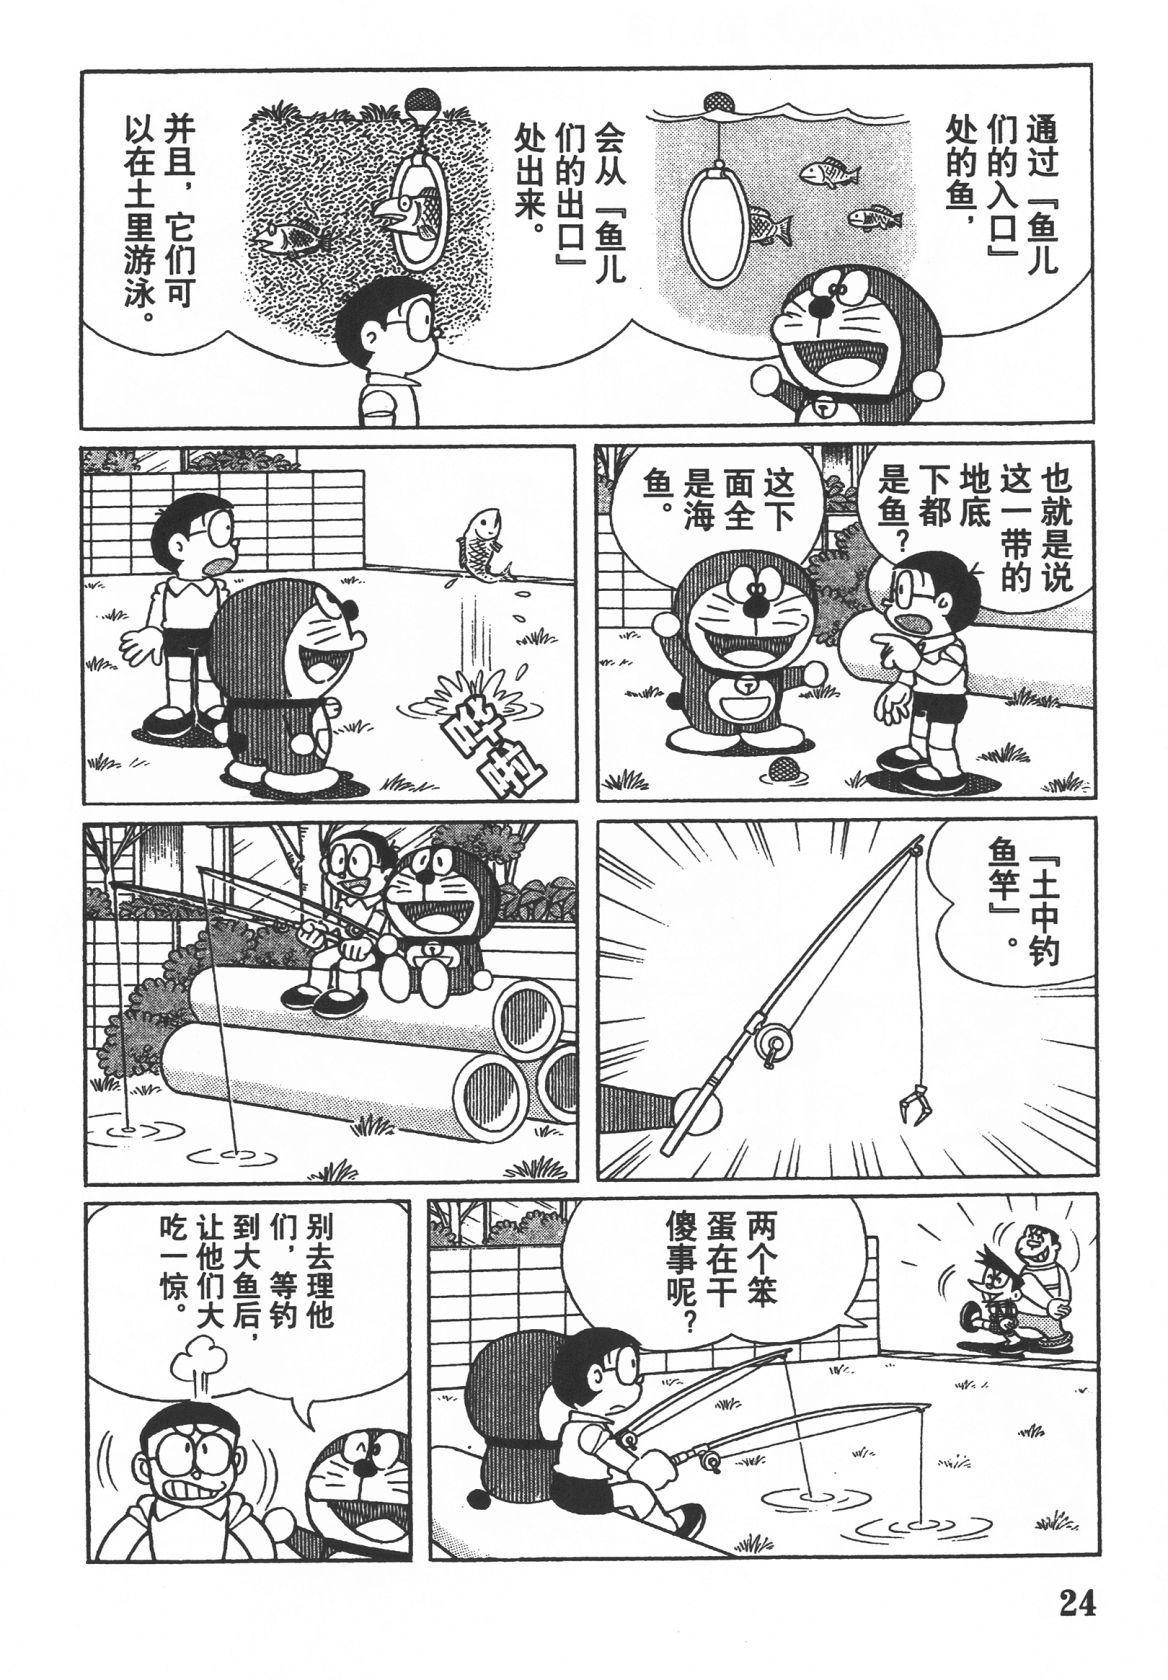 通过『鱼儿
们的入口』
处的鱼，
会从『鱼儿
们的出口』
处出来。
并且，它们可
以在土里游泳。
也就是说
这一带的
地底
下都
是鱼？
这下
面全
是海
鱼。
哗啦
『土中钓
鱼竿』。
两个笨
蛋在干
傻事呢？
别去理他
们，等钓
到大鱼后，
让他们大
吃一惊。
24